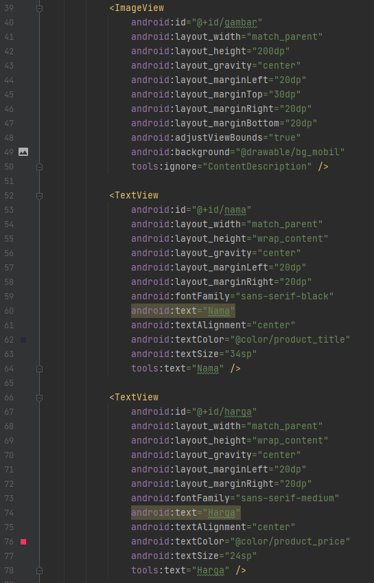 39 <ImageView
40 android:id="@+id/gambar"
41 android:layout_width="match_parent"
42 android:layout_height="200dp"
43 android:layout_gravity="center"
44 android:layout_marginLeft="20dp"
45 android:layout_marginTop="30dp"
46 android:layout_marginRight="20dp"
47 android:layout_marginBottom="20dp"
48 android:adjustViewBounds="true"
49 android:background="@drawable/bg_mobil"
50 tools:ignore="ContentDescription" />
51
52 <TextView
53 android:id="@+id/nama"
54 android:layout_width="match_parent"
55 android:layout_height="wrap_content"
56 android:layout_gravity="center"
57 android:layout_marginLeft="20dp"
58 android:layout_marginRight="20dp"
59 android:fontFamily="sans-serif-black"
60 android:text="Nama"
61 android:textAlignment="center"
62 android:textColor="@color/product_title"
63 android:textSize="34sp"
64 tools:text="Nama" />
65
66 <TextView
67 android:id="@+id/harga"
68 android:layout_width="match_parent"
69 android:layout_height="wrap_content"
70 android:layout_gravity="center"
71 android:layout_marginLeft="20dp"
72 android:layout_marginRight="20dp"
73 android:fontFamily="sans-serif-medium"
74 android:text="Harga"
75 android:textAlignment="center"
76 android:textColor="@color/product_price"
77 android:textSize="24sp"
78 tools:text="Harga" />